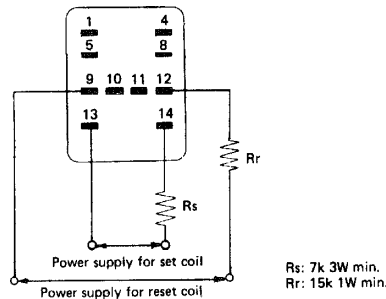 1 4
5 8
9 10 11 12
13 14
Rr
Rs
Power supply for set coil
Power supply for reset coil
Rs: 7k 3W min.
Rr: 15k 1W min.